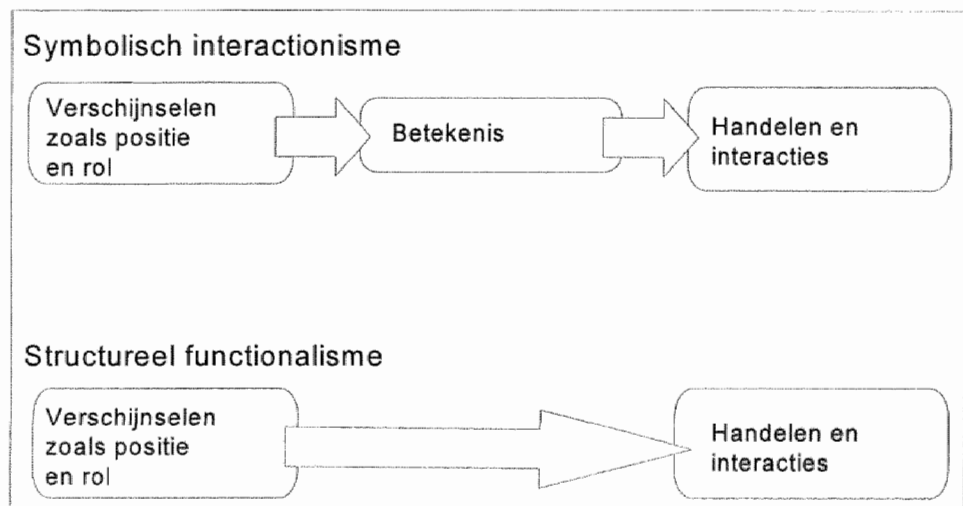 Symbolisch interactionisme
Verschijnselen
zoals positie
en rol
Betekenis
Handelen en
interacties
Structureel functionalisme
Verschijnselen
zoals positie
en rol
Handelen en
interacties